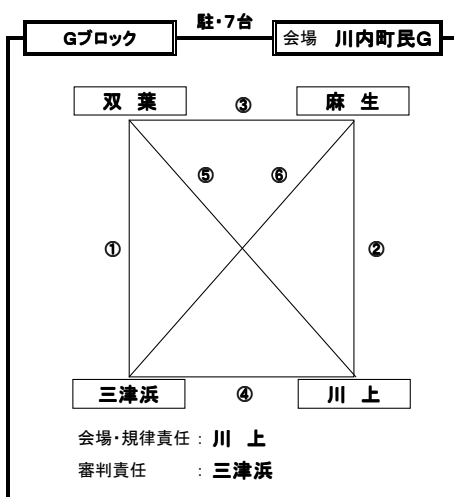 駐・7台
Gブロック
会場 川内町民G
双 葉
麻 生
③
⑤
⑥
①
②
三津浜
④
川 上
会場・規律責任 : 川 上
審判責任 : 三津浜